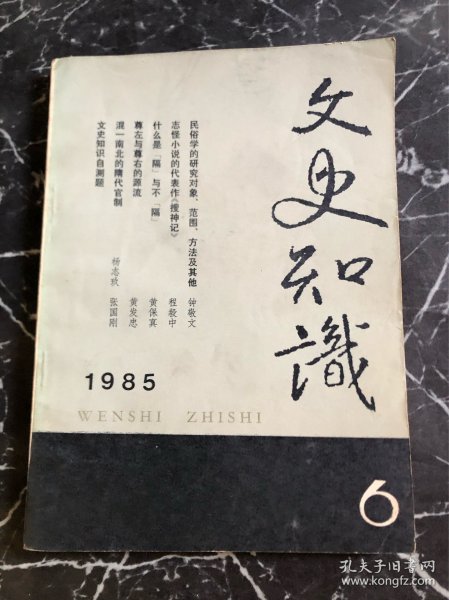 文史知識
民俗学的研究对象、范围、方法及其他 钟敬文
志怪小说的代表作《搜神记》 程毅中
什么是「隔」与不「隔」 黄保真
尊左与尊右的源流 黄发忠
混一南北的隋代官制 杨志玖 张国刚
文史知识自测题
1985
WENSHI ZHISHI
6
孔夫子旧书网
www.kongfz.com